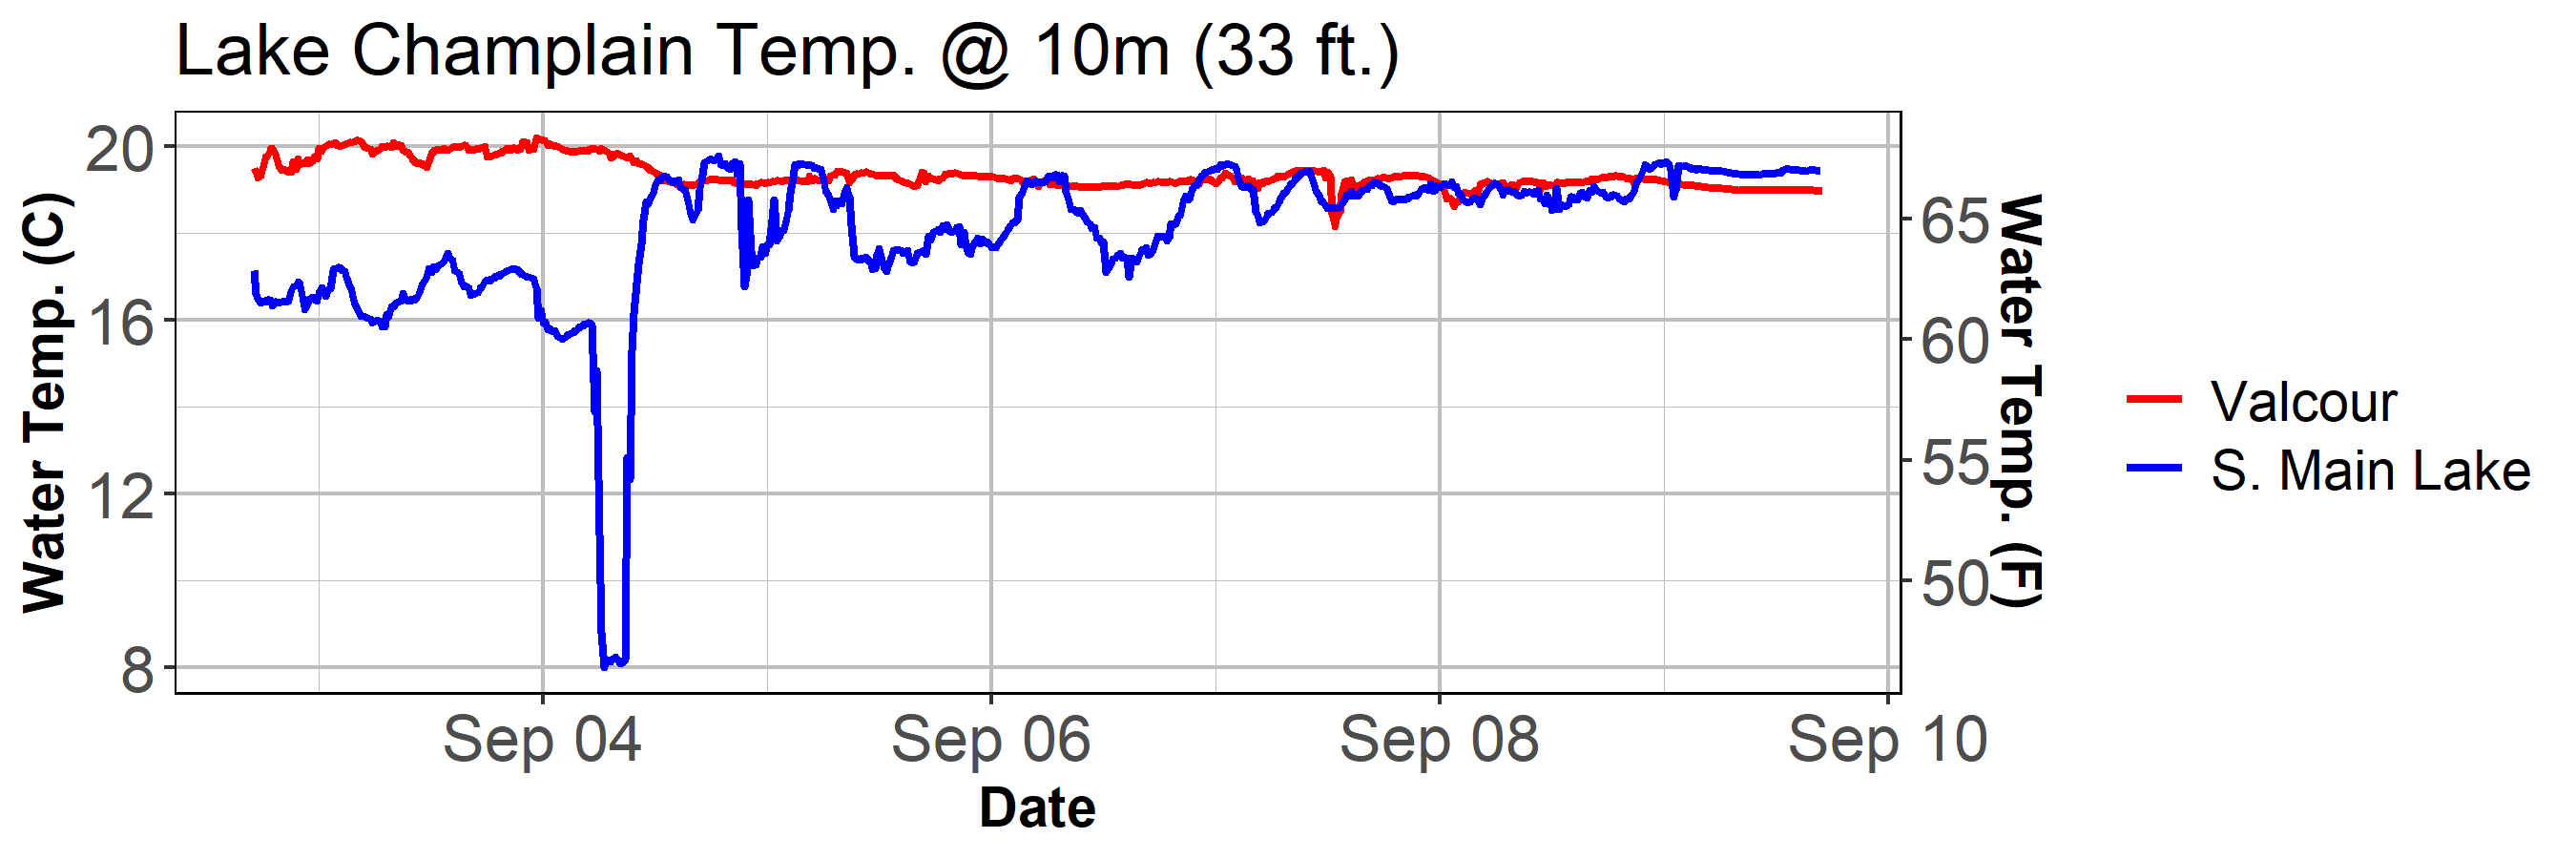 Lake Champlain Temp. @ 10m (33 ft.)
Water Temp. (C)
20
16
12
8
65
60
55
50
Water Temp. (F)
Sep 04
Sep 06
Sep 08
Sep 10
Date
Valcour
S. Main Lake